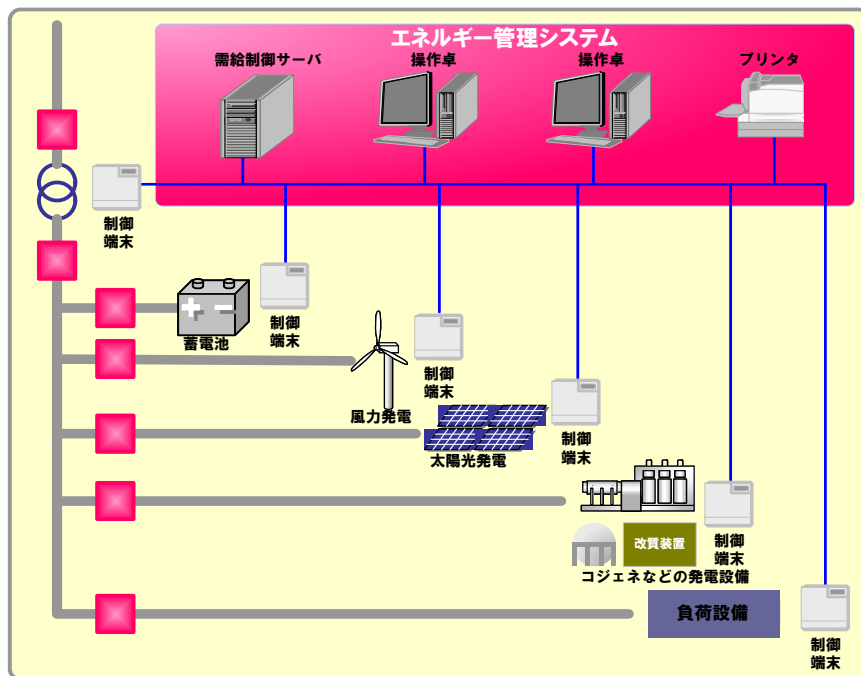 エネルギー管理システム
需給制御サーバ
操作卓
操作卓
プリンタ
制御
端末
制御
端末
蓄電池
制御
端末
風力発電
制御
端末
太陽光発電
制御
端末
改質装置
コジェネなどの発電設備
負荷設備
制御
端末